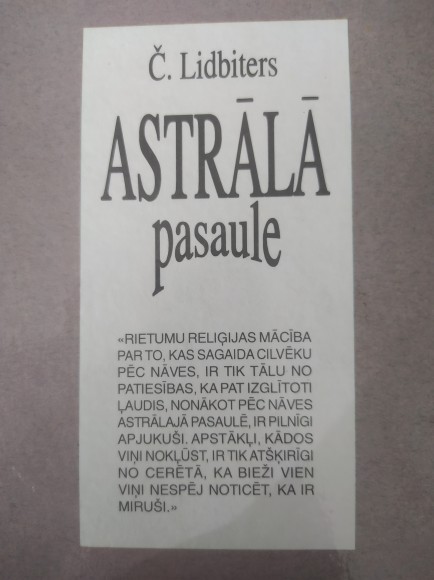 Č. Lidbiters
ASTRĀLĀ
pasaule
«RIETUMU RELIĢIJAS MĀCĪBA
PAR TO, KAS SAGAIDA CILVĒKU
PĒC NĀVES, IR TIK TĀLU NO
PATIESĪBAS, KA PAT IZGLĪTOTI
ĻAUDIS, NONĀKOT PĒC NĀVES
ASTRĀLAJĀ PASAULĒ, IR PILNĪGI
APJUKUŠI. APSTĀKĻI, KĀDOS
VIŅI NOKĻŪST, IR TIK ATŠĶIRĪGI
NO CERĒTĀ, KA BIEŽI VIEN
VIŅI NESPĒJ NOTICĒT, KA IR
MIRUŠI.»